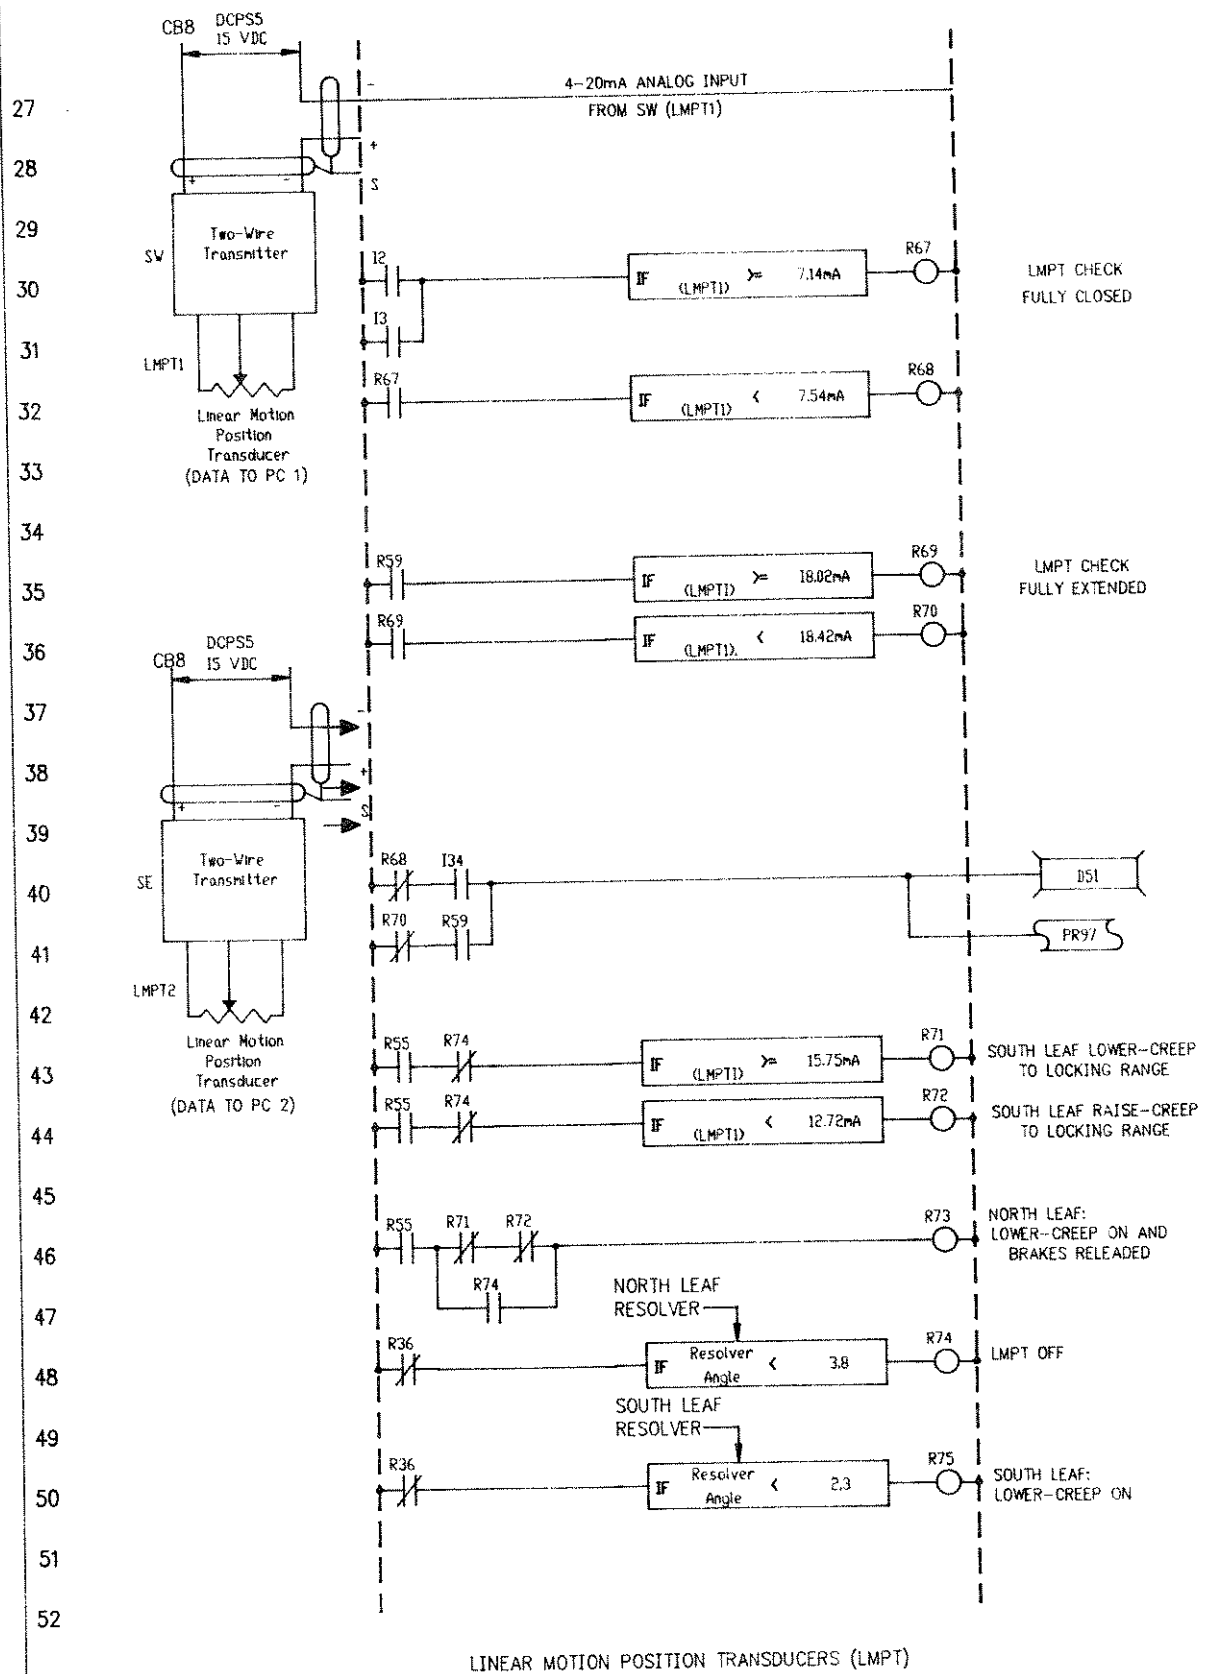 CB8
DCPS5
15 VDC
27
-
4-20mA ANALOG INPUT
FROM SW (LMPT1)
28
+
S
+ -
29
SW
Two-Wire
Transmitter
30
I2
IF (LMPT1) >= 7.14mA
R67
LMPT CHECK
FULLY CLOSED
31
I3
LMPT1
32
R67
IF (LMPT1) < 7.54mA
R68
Linear Motion
Position
Transducer
(DATA TO PC 1)
33
34
35
R59
IF (LMPT1) >= 18.02mA
R69
LMPT CHECK
FULLY EXTENDED
36
R69
IF (LMPT1). < 18.42mA
R70
CB8
DCPS5
15 VDC
37
-
38
+
S
+ -
39
SE
Two-Wire
Transmitter
40
R68 I34
D51
41
R70 R59
PR97
LMPT2
42
Linear Motion
Position
Transducer
(DATA TO PC 2)
43
R55 R74
IF (LMPT1) >= 15.75mA
R71
SOUTH LEAF LOWER-CREEP
TO LOCKING RANGE
44
R55 R74
IF (LMPT1) < 12.72mA
R72
SOUTH LEAF RAISE-CREEP
TO LOCKING RANGE
45
46
R55 R71 R72
R73
NORTH LEAF:
LOWER-CREEP ON AND
BRAKES RELEADED
47
R74
NORTH LEAF
RESOLVER
48
R36
IF Resolver Angle < 3.8
R74
LMPT OFF
49
SOUTH LEAF
RESOLVER
50
R36
IF Resolver Angle < 2.3
R75
SOUTH LEAF:
LOWER-CREEP ON
51
52
LINEAR MOTION POSITION TRANSDUCERS (LMPT)